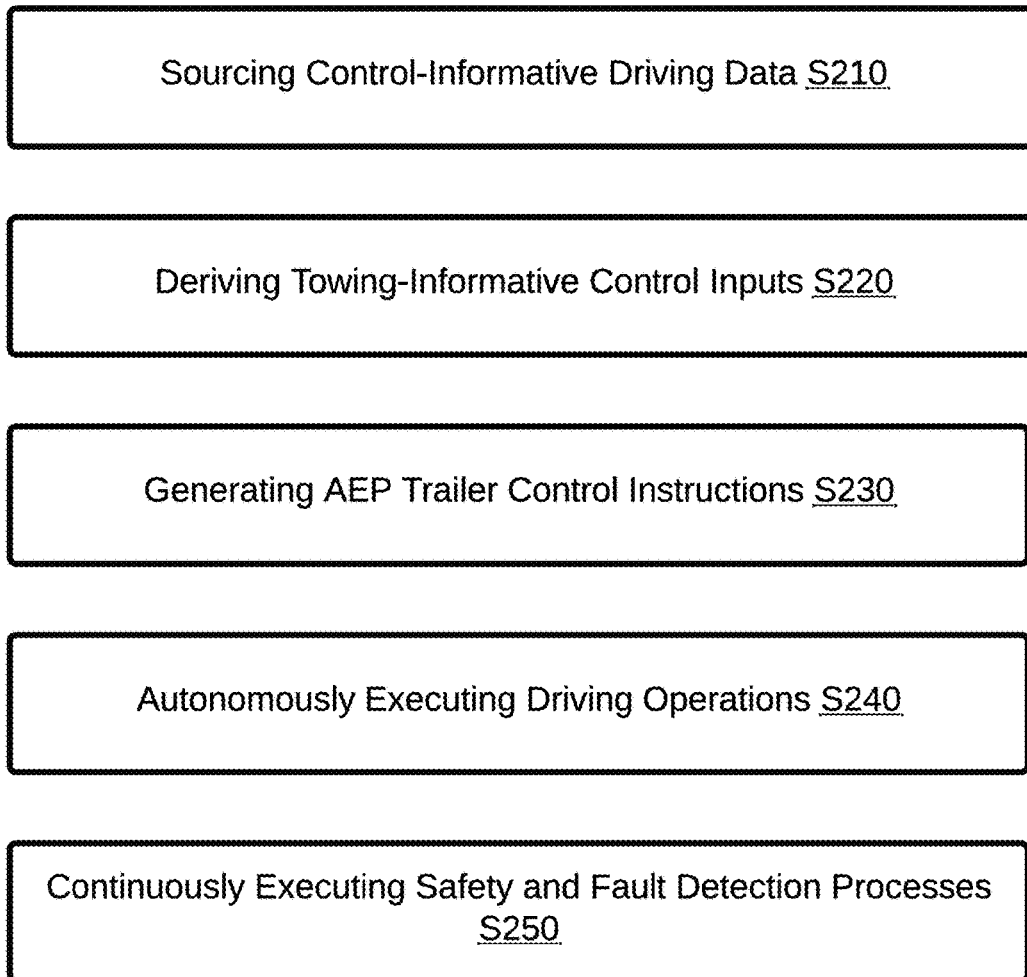 Sourcing Control-Informative Driving Data S210
Deriving Towing-Informative Control Inputs S220
Generating AEP Trailer Control Instructions S230
Autonomously Executing Driving Operations S240
Continuously Executing Safety and Fault Detection Processes
S250